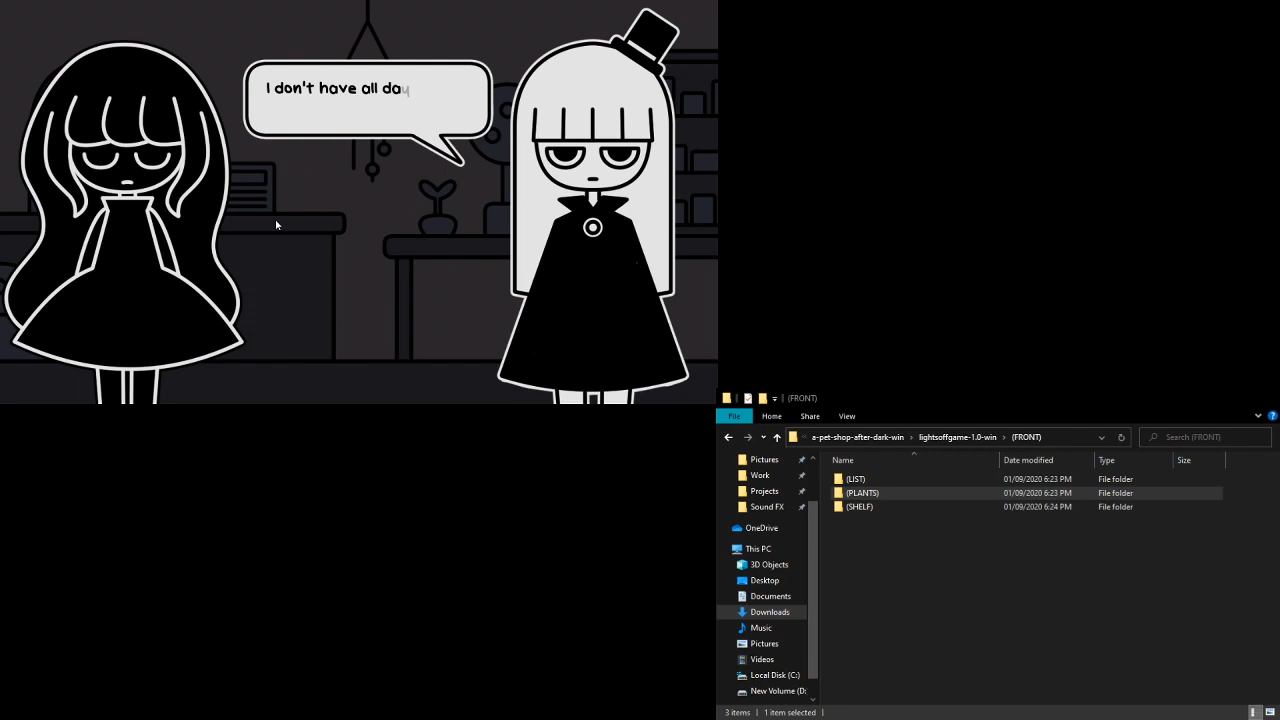 I don't have all day
(FRONT)
File Home Share View
a-pet-shop-after-dark-win > lightsoffgame-1.0-win > (FRONT)
Search (FRONT)
Name Date modified Type Size
(LIST) 01/09/2020 6:23 PM File folder
(PLANTS) 01/09/2020 6:23 PM File folder
(SHELF) 01/09/2020 6:24 PM File folder
Pictures
Work
Projects
Sound FX
OneDrive
This PC
3D Objects
Desktop
Documents
Downloads
Music
Pictures
Videos
Local Disk (C:)
New Volume (D:
3 items 1 item selected